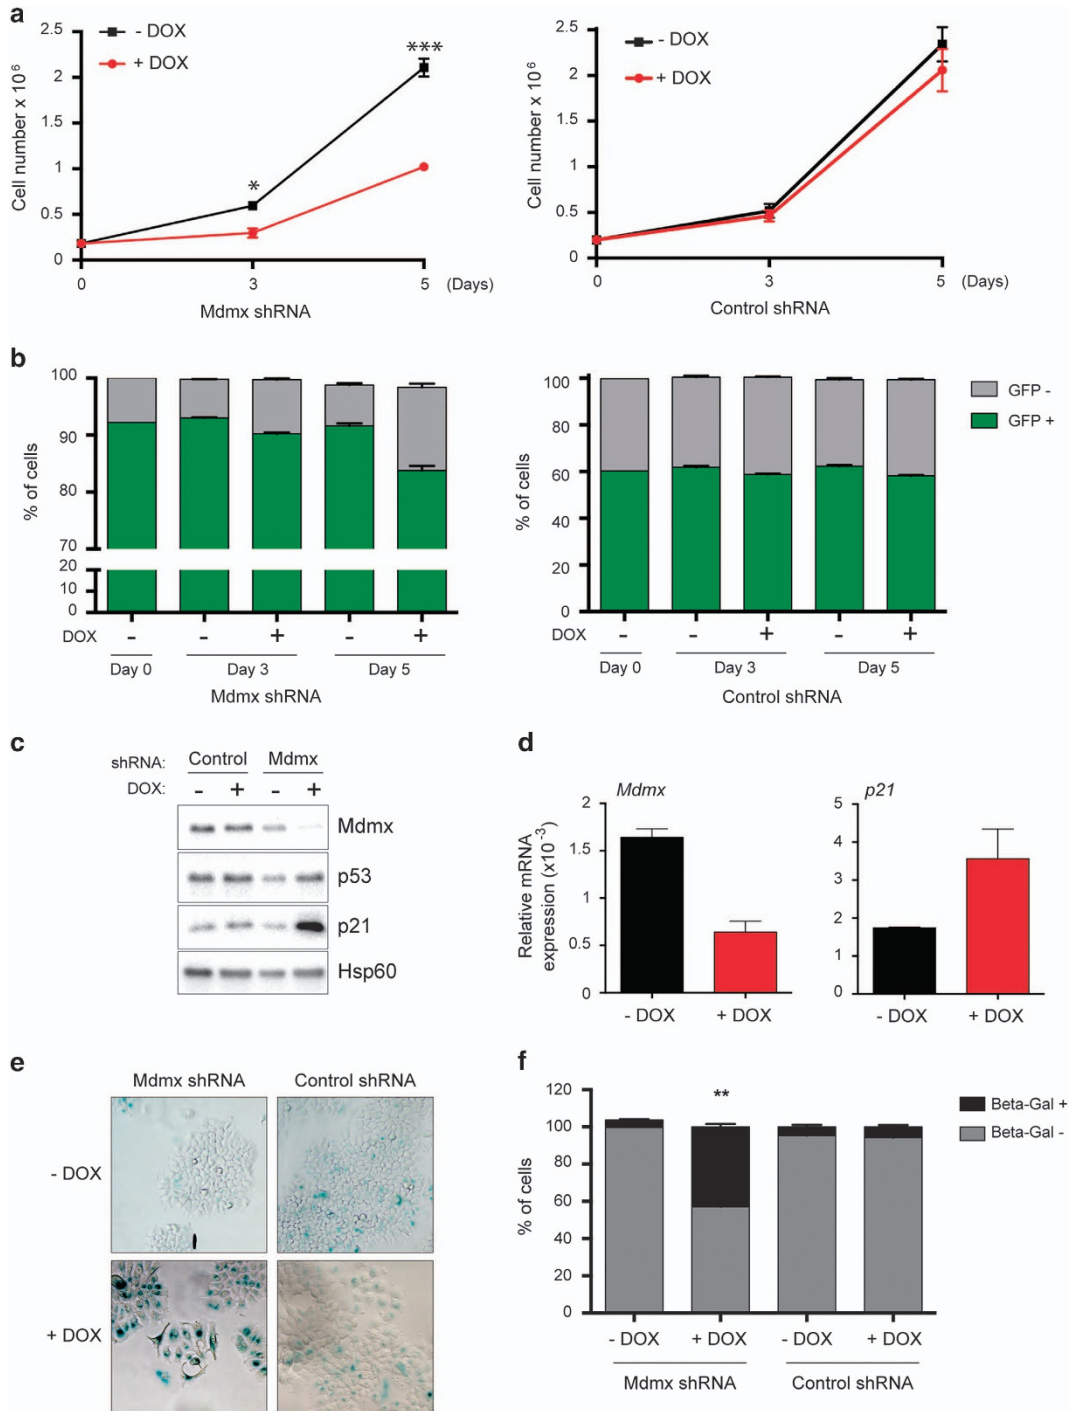 a
2.5
2
1.5
1
0.5
0
Cell number x 10⁶
- DOX
+ DOX
*
***
0 3 5 (Days)
Mdmx shRNA
2.5
2
1.5
1
0.5
0
Cell number x 10⁶
- DOX
+ DOX
0 3 5 (Days)
Control shRNA
b
100
90
80
70
20
10
0
% of cells
DOX - - + - +
Day 0 Day 3 Day 5
Mdmx shRNA
100
80
60
40
20
0
% of cells
DOX - - + - +
Day 0 Day 3 Day 5
Control shRNA
GFP -
GFP +
c
shRNA: Control Mdmx
DOX: - + - +
Mdmx
p53
p21
Hsp60
d
Mdmx
2
1.5
1
0.5
0
Relative mRNA
expression (x10⁻³)
- DOX + DOX
p21
5
4
3
2
1
0
- DOX + DOX
e
Mdmx shRNA Control shRNA
- DOX
+ DOX
f
120
100
80
60
40
20
0
% of cells
**
Beta-Gal +
Beta-Gal -
- DOX + DOX - DOX + DOX
Mdmx shRNA Control shRNA